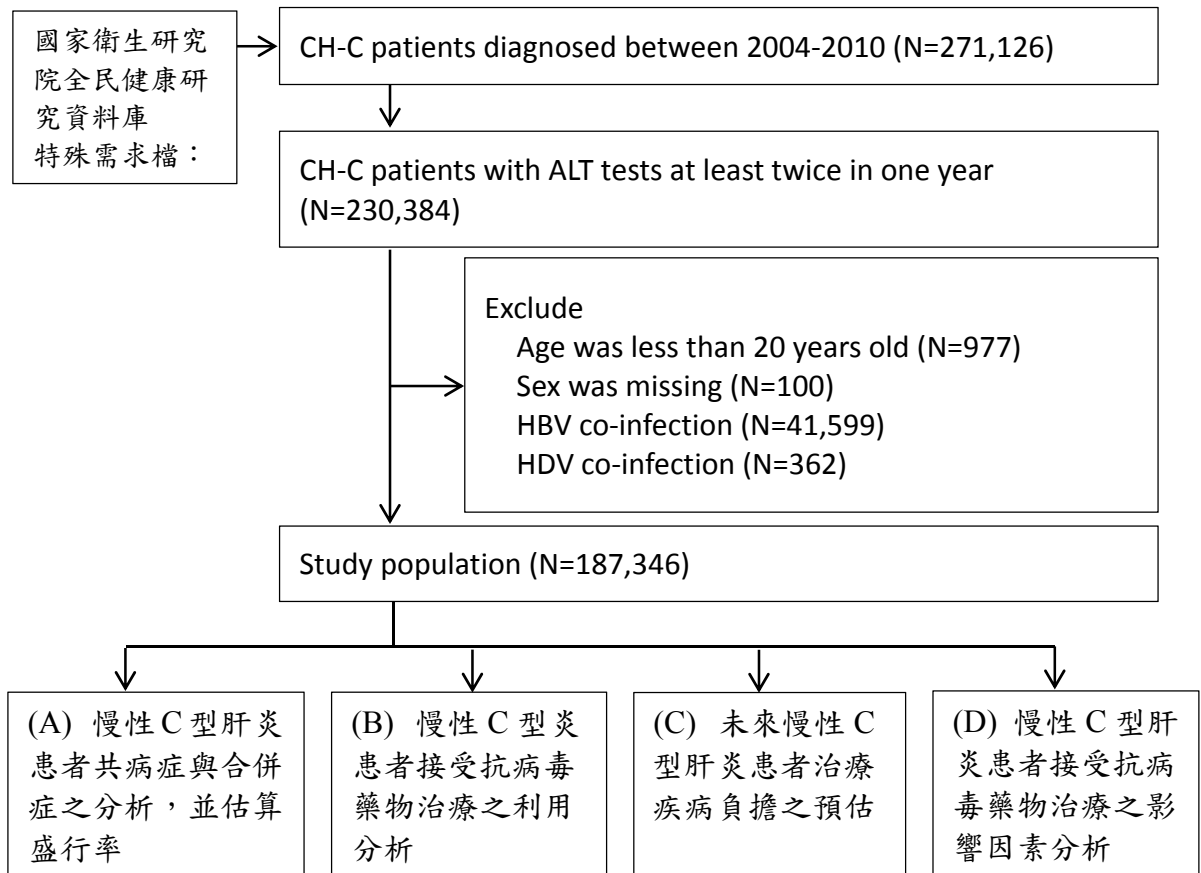 國家衛生研究
院全民健康研
究資料庫
特殊需求檔：
CH-C patients diagnosed between 2004-2010 (N=271,126)
CH-C patients with ALT tests at least twice in one year
(N=230,384)
Exclude
Age was less than 20 years old (N=977)
Sex was missing (N=100)
HBV co-infection (N=41,599)
HDV co-infection (N=362)
Study population (N=187,346)
(A) 慢性 C 型肝炎
患者共病症與合併
症之分析，並估算
盛行率
(B) 慢性 C 型炎
患者接受抗病毒
藥物治療之利用
分析
(C) 未來慢性 C
型肝炎患者治療
疾病負擔之預估
(D) 慢性 C 型肝
炎患者接受抗病
毒藥物治療之影
響因素分析